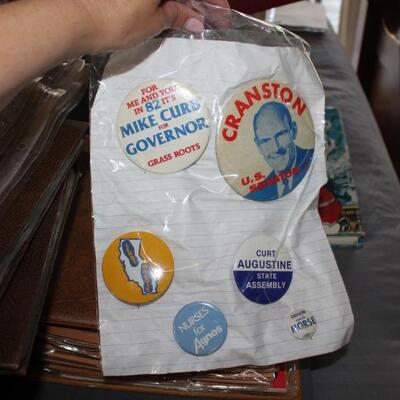 FOR
ME AND YOU
IN 82 IT'S
MIKE CURB
for
GOVERNOR
GRASS ROOTS
CRANSTON
U.S.
SENATOR
CURT
AUGUSTINE
STATE
ASSEMBLY
NURSES
for
Agnos
MORSE